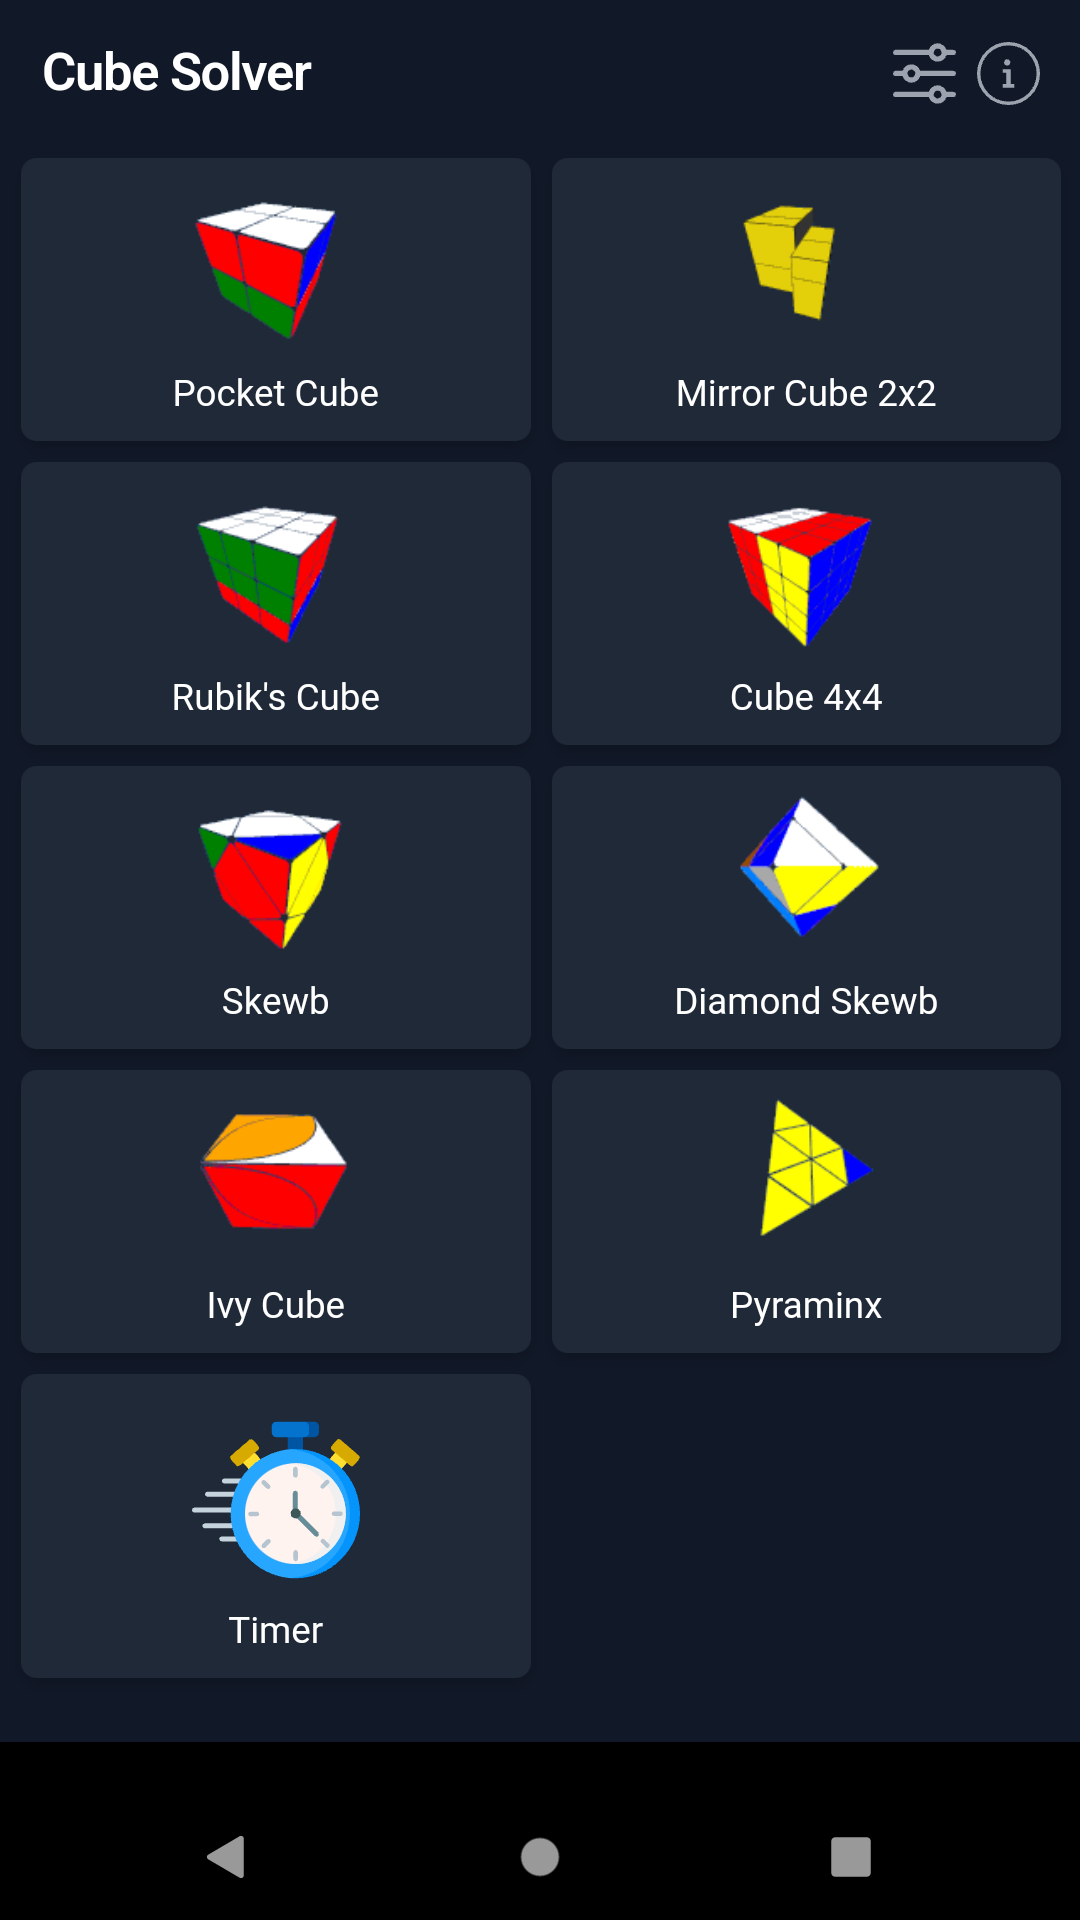 Cube Solver
Pocket Cube
Mirror Cube 2x2
Rubik's Cube
Cube 4x4
Skewb
Diamond Skewb
Ivy Cube
Pyraminx
Timer